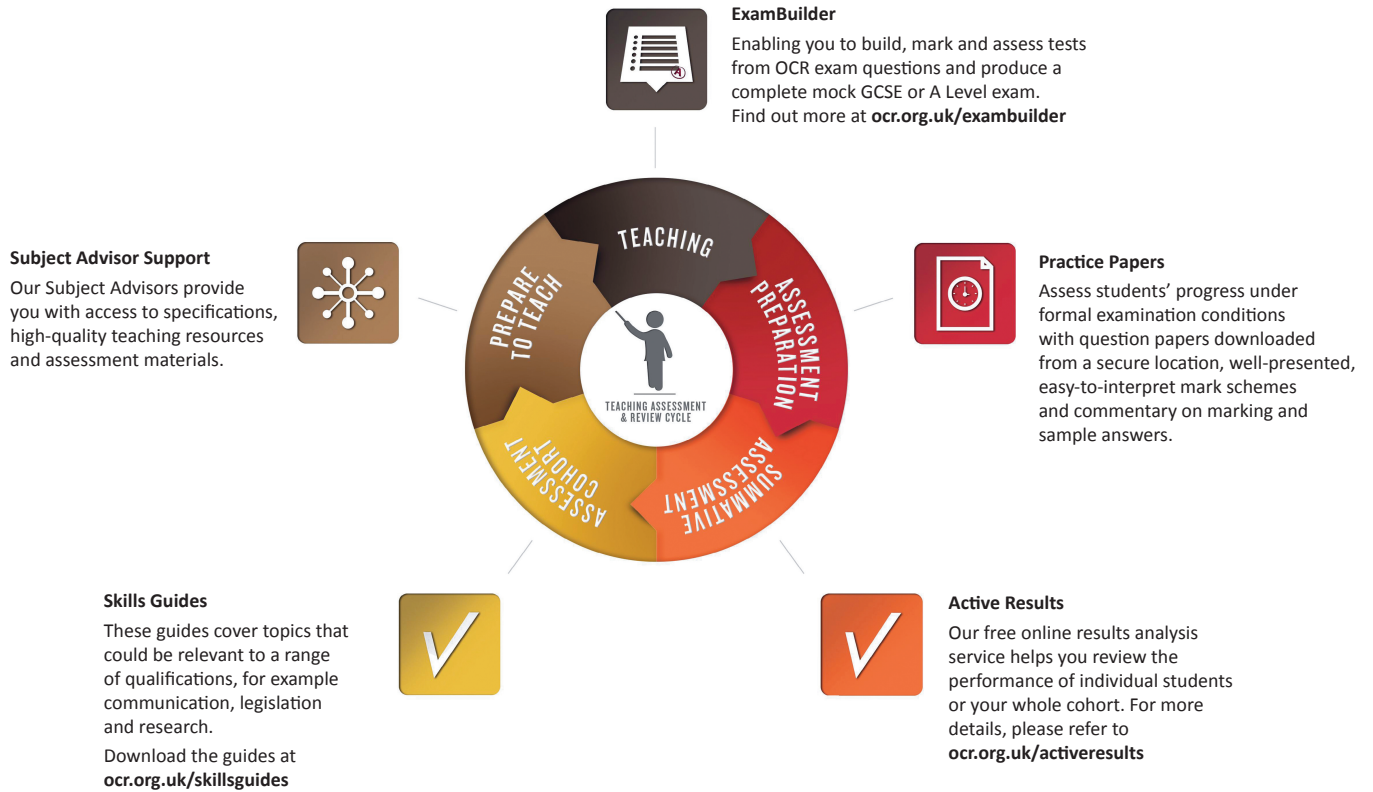 ExamBuilder
Enabling you to build, mark and assess tests
from OCR exam questions and produce a
complete mock GCSE or A Level exam.
Find out more at ocr.org.uk/exambuilder
Subject Advisor Support
Our Subject Advisors provide
you with access to specifications,
high-quality teaching resources
and assessment materials.
TEACHING
PREPARE
TO TEACH
ASSESSMENT
PREPARATION
TEACHING ASSESSMENT
& REVIEW CYCLE
ASSESSMENT
COHORT
SUMMATIVE
ASSESSMENT
Practice Papers
Assess students’ progress under
formal examination conditions
with question papers downloaded
from a secure location, well-presented,
easy-to-interpret mark schemes
and commentary on marking and
sample answers.
Skills Guides
These guides cover topics that
could be relevant to a range
of qualifications, for example
communication, legislation
and research.
Download the guides at
ocr.org.uk/skillsguides
Active Results
Our free online results analysis
service helps you review the
performance of individual students
or your whole cohort. For more
details, please refer to
ocr.org.uk/activeresults